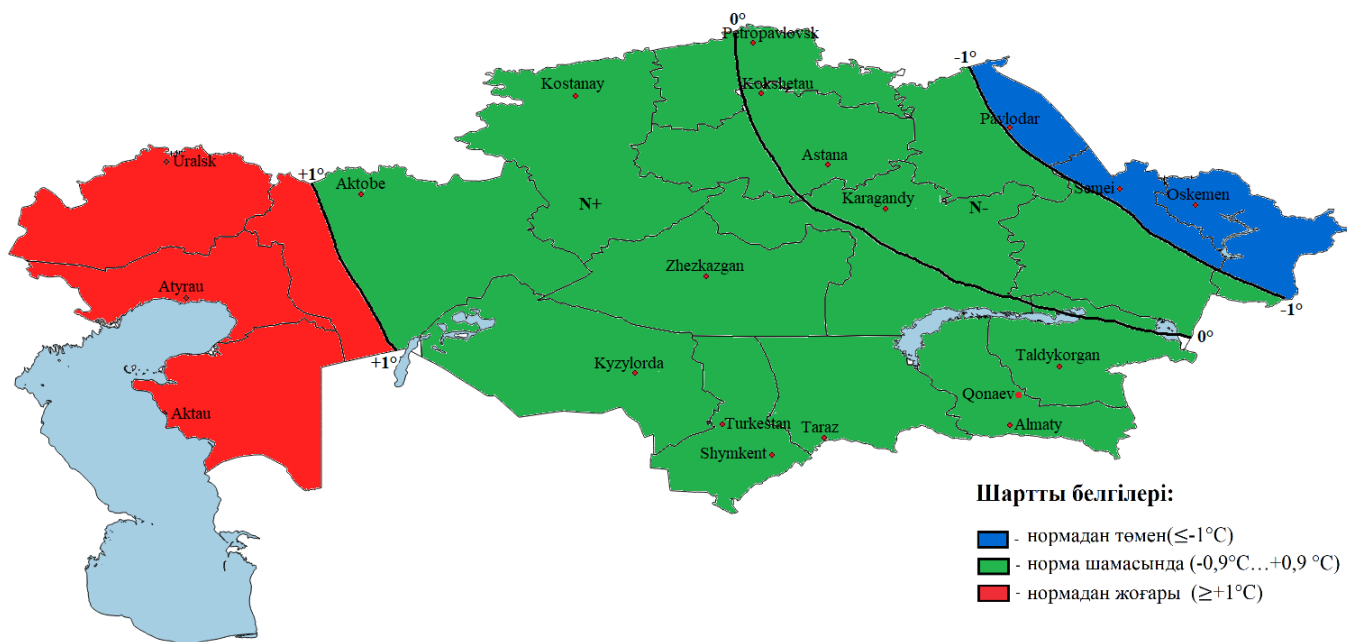 0°
Petropavlovsk
-1°
Kostanay
Kokshetau
Pavlodar
Uralsk
Astana
+1°
Aktobe
Semei
Oskemen
N+
Karagandy
N-
Zhezkazgan
Atyrau
-1°
0°
+1°
Kyzylorda
Taldykorgan
Qonaev
Aktau
Turkestan
Taraz
Almaty
Shymkent
Шартты белгілері:
- нормадан төмен(≤-1°C)
- норма шамасында (-0,9°C…+0,9 °C)
- нормадан жоғары (≥+1°C)